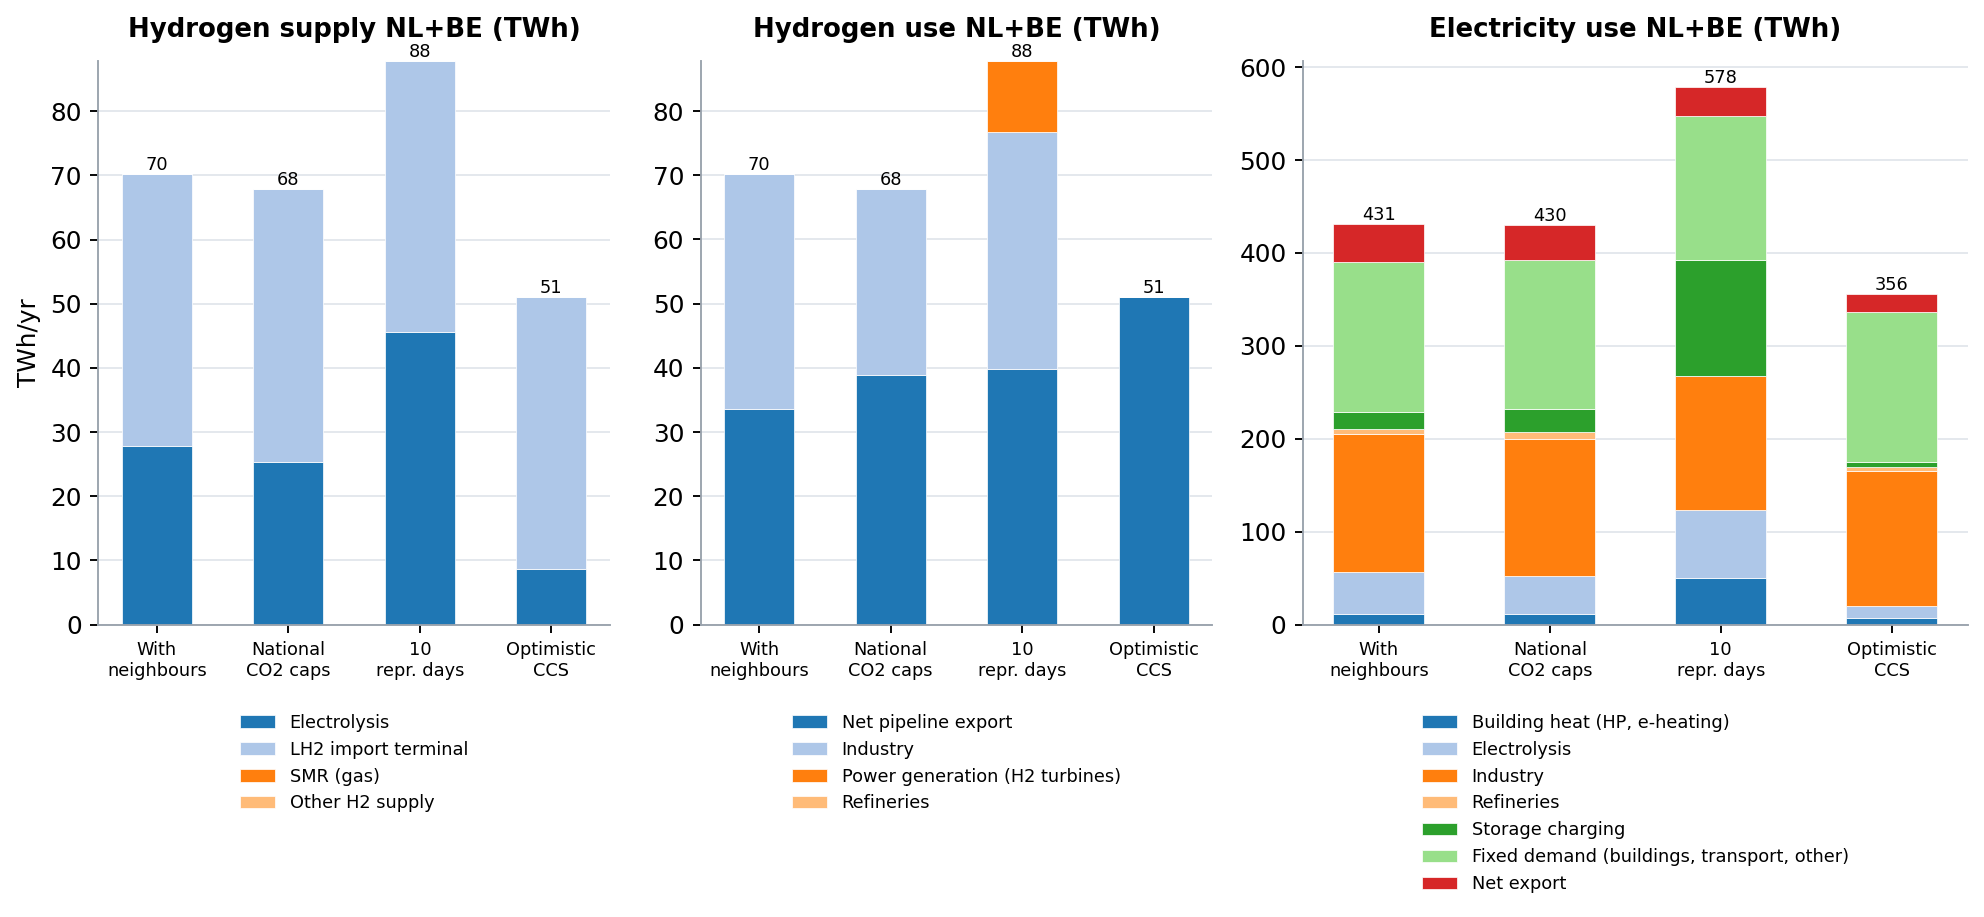 Hydrogen supply NL+BE (TWh)
TWh/yr
0
10
20
30
40
50
60
70
80
70
68
88
51
With
neighbours
National
CO2 caps
10
repr. days
Optimistic
CCS
Electrolysis
LH2 import terminal
SMR (gas)
Other H2 supply
Hydrogen use NL+BE (TWh)
0
10
20
30
40
50
60
70
80
70
68
88
51
With
neighbours
National
CO2 caps
10
repr. days
Optimistic
CCS
Net pipeline export
Industry
Power generation (H2 turbines)
Refineries
Electricity use NL+BE (TWh)
0
100
200
300
400
500
600
431
430
578
356
With
neighbours
National
CO2 caps
10
repr. days
Optimistic
CCS
Building heat (HP, e-heating)
Electrolysis
Industry
Refineries
Storage charging
Fixed demand (buildings, transport, other)
Net export